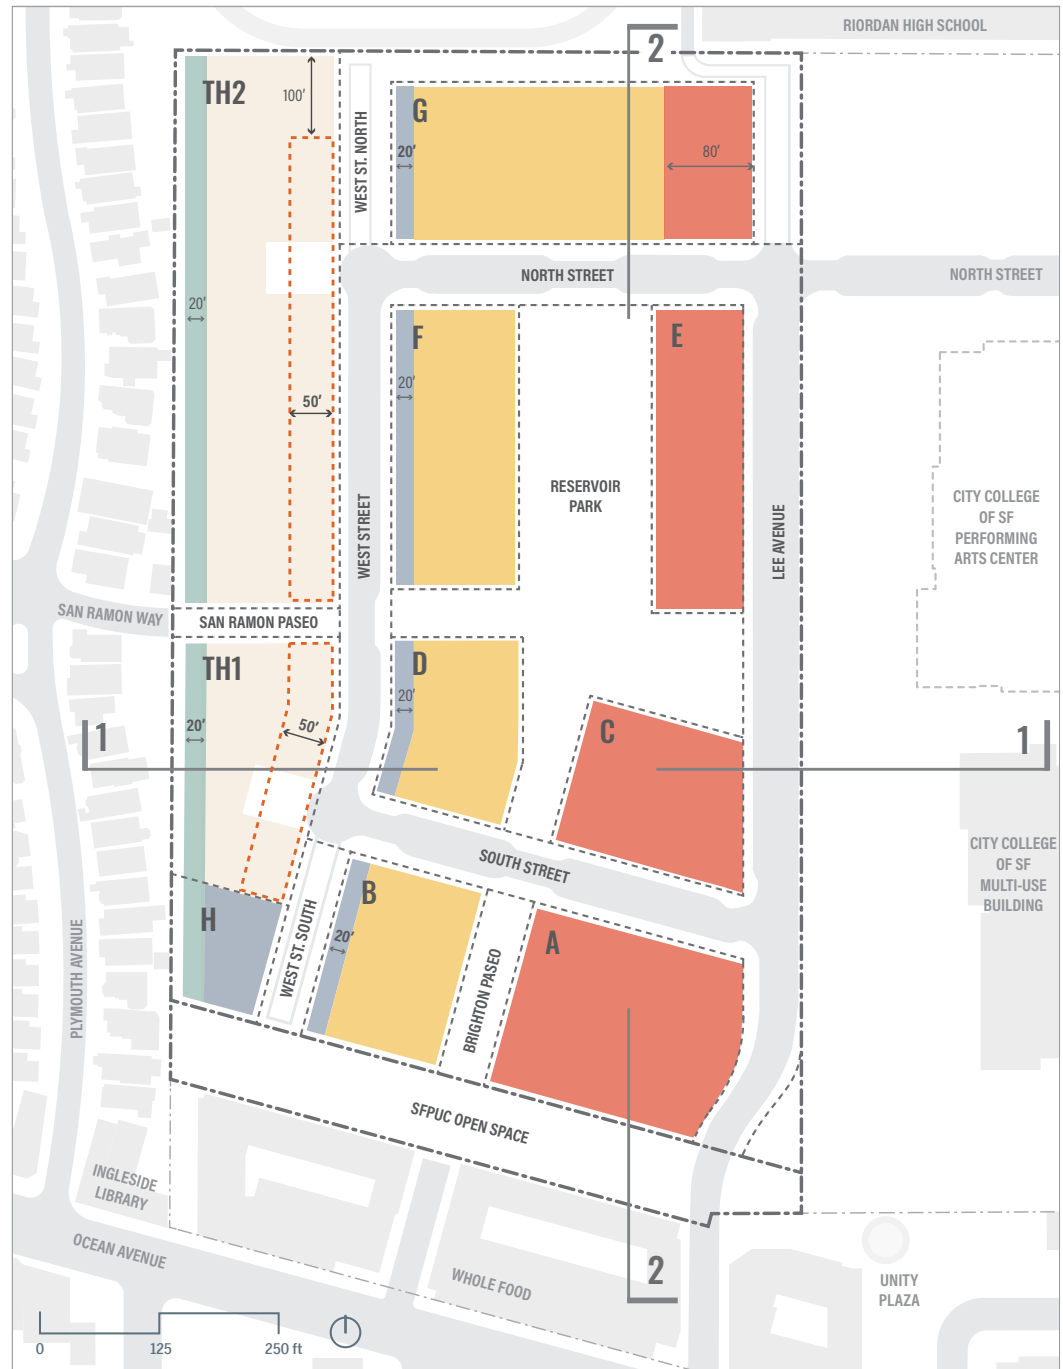 RIORDAN HIGH SCHOOL
2
TH2
100'
G
20'
80'
WEST ST. NORTH
NORTH STREET
NORTH STREET
20'
F
20'
E
50'
RESERVOIR
PARK
WEST STREET
LEE AVENUE
CITY COLLEGE
OF SF
PERFORMING
ARTS CENTER
SAN RAMON WAY
SAN RAMON PASEO
TH1
D
20'
20'
50'
1
C
1
SOUTH STREET
CITY COLLEGE
OF SF
MULTI-USE
BUILDING
B
H
20'
A
WEST ST. SOUTH
BRIGHTON PASEO
PLYMOUTH AVENUE
SFPUC OPEN SPACE
INGLESIDE
LIBRARY
OCEAN AVENUE
WHOLE FOOD
2
UNITY
PLAZA
0
125
250 ft